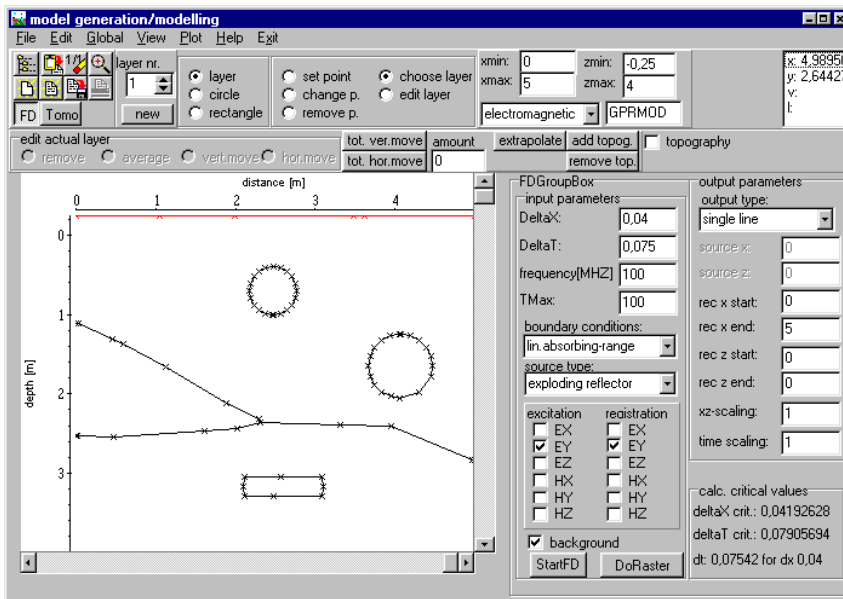 model generation/modelling
File Edit Global View Plot Help Exit
layer nr.
1
new
FD Tomo
layer
circle
rectangle
set point
change p.
remove p.
choose layer
edit layer
xmin: 0 zmin: -0,25
xmax: 5 zmax: 4
electromagnetic GPRMOD
x: 4,9895
y: 2,6442
v:
l:
edit actual layer
remove average vert.move hor.move
tot. ver.move amount
tot. hor.move 0
extrapolate add topog. topography
remove top.
distance [m]
0 1 2 3 4
0
1
2
3
depth [m]
FDGroupBox
input parameters
DeltaX: 0,04
DeltaT: 0,075
frequency[MHZ] 100
TMax: 100
boundary conditions:
lin.absorbing-range
source type:
exploding reflector
excitation registration
EX EX
EY EY
EZ EZ
HX HX
HY HY
HZ HZ
background
StartFD DoRaster
output parameters
output type:
single line
source x: 0
source z: 0
rec x start: 0
rec x end: 5
rec z start: 0
rec z end: 0
xz-scaling: 1
time scaling: 1
calc. critical values
deltaX crit.: 0,04192628
deltaT crit.: 0,07905694
dt: 0,07542 for dx 0,04